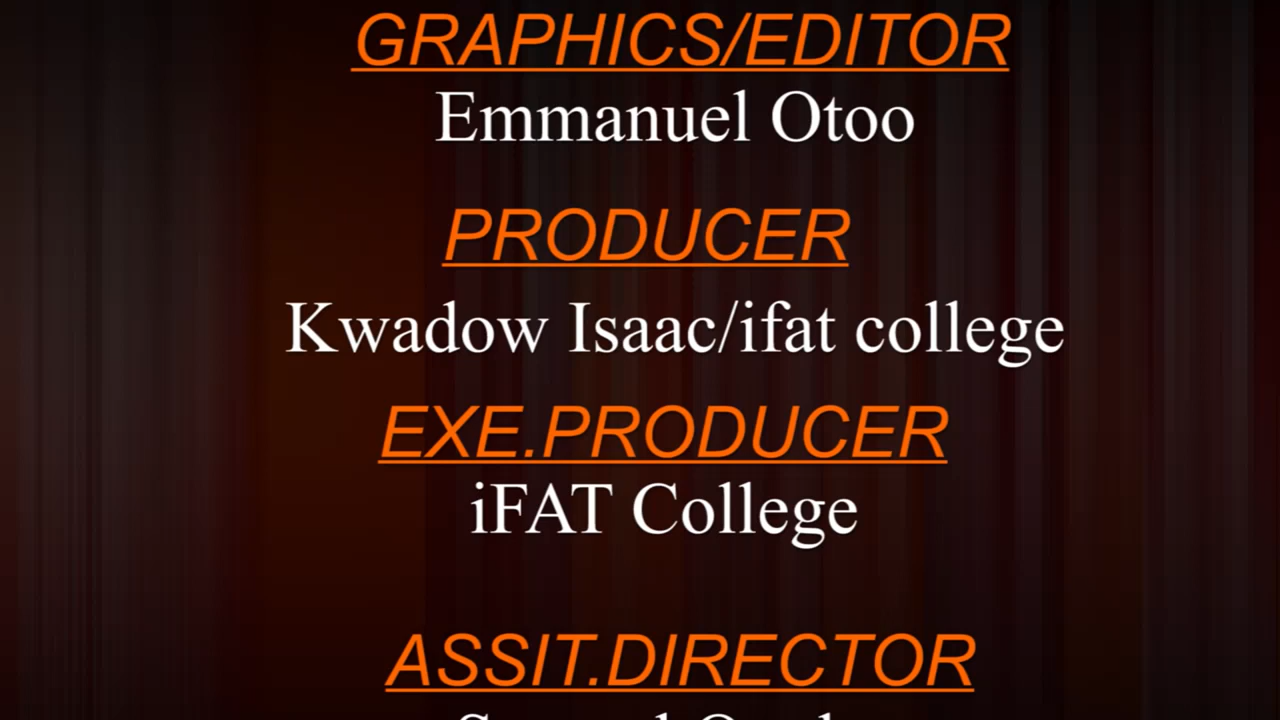 GRAPHICS/EDITOR
Emmanuel Otoo
PRODUCER
Kwadow Isaac/ifat college
EXE.PRODUCER
iFAT College
ASSIT.DIRECTOR